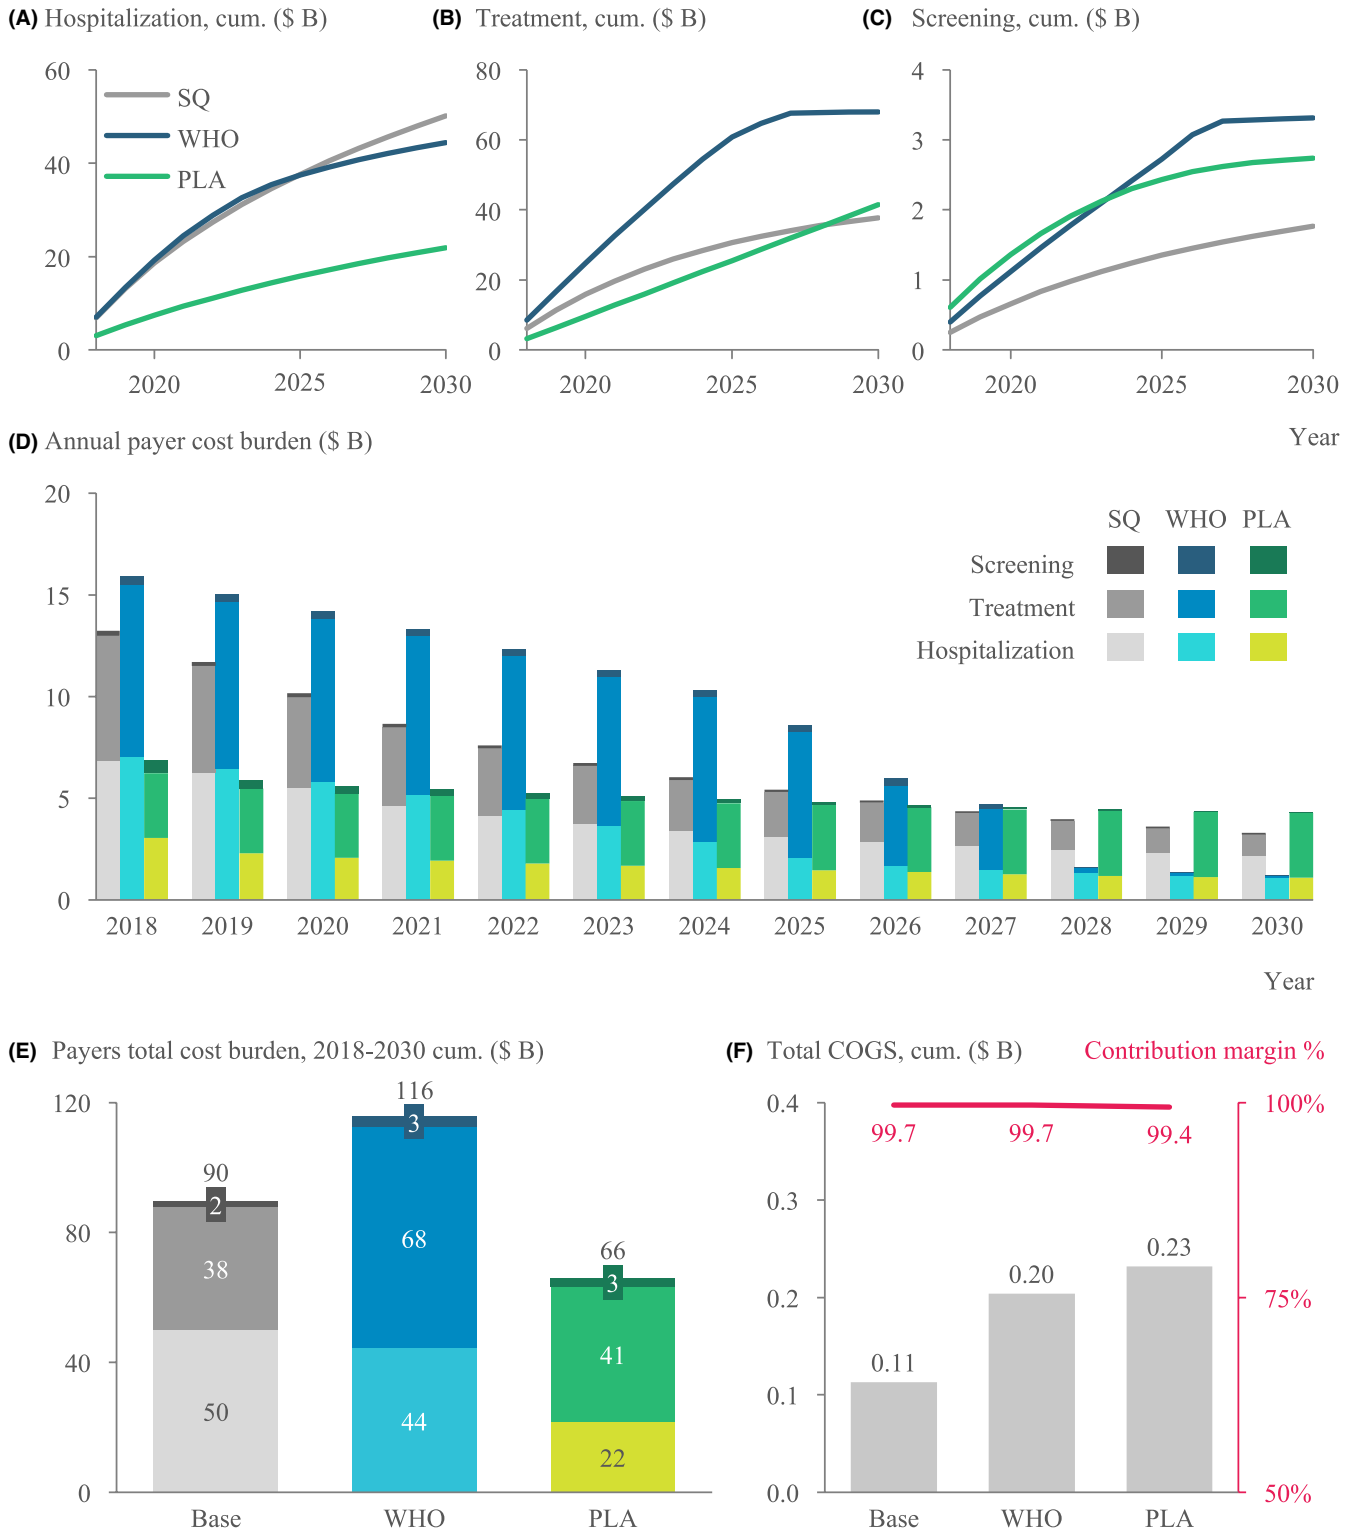 (A) Hospitalization, cum. ($ B)
(B) Treatment, cum. ($ B)
(C) Screening, cum. ($ B)
60
40
20
0
SQ
WHO
PLA
2020
2025
2030
80
60
40
20
0
2020
2025
2030
4
3
2
1
0
2020
2025
2030
Year
(D) Annual payer cost burden ($ B)
20
15
10
5
0
SQ WHO PLA
Screening
Treatment
Hospitalization
2018 2019 2020 2021 2022 2023 2024 2025 2026 2027 2028 2029 2030
Year
(E) Payers total cost burden, 2018-2030 cum. ($ B)
120
80
40
0
90
2
38
50
116
3
68
44
66
3
41
22
Base WHO PLA
(F) Total COGS, cum. ($ B)
Contribution margin %
0.4
0.3
0.2
0.1
0.0
99.7 99.7 99.4
0.11
0.20
0.23
100%
75%
50%
Base WHO PLA